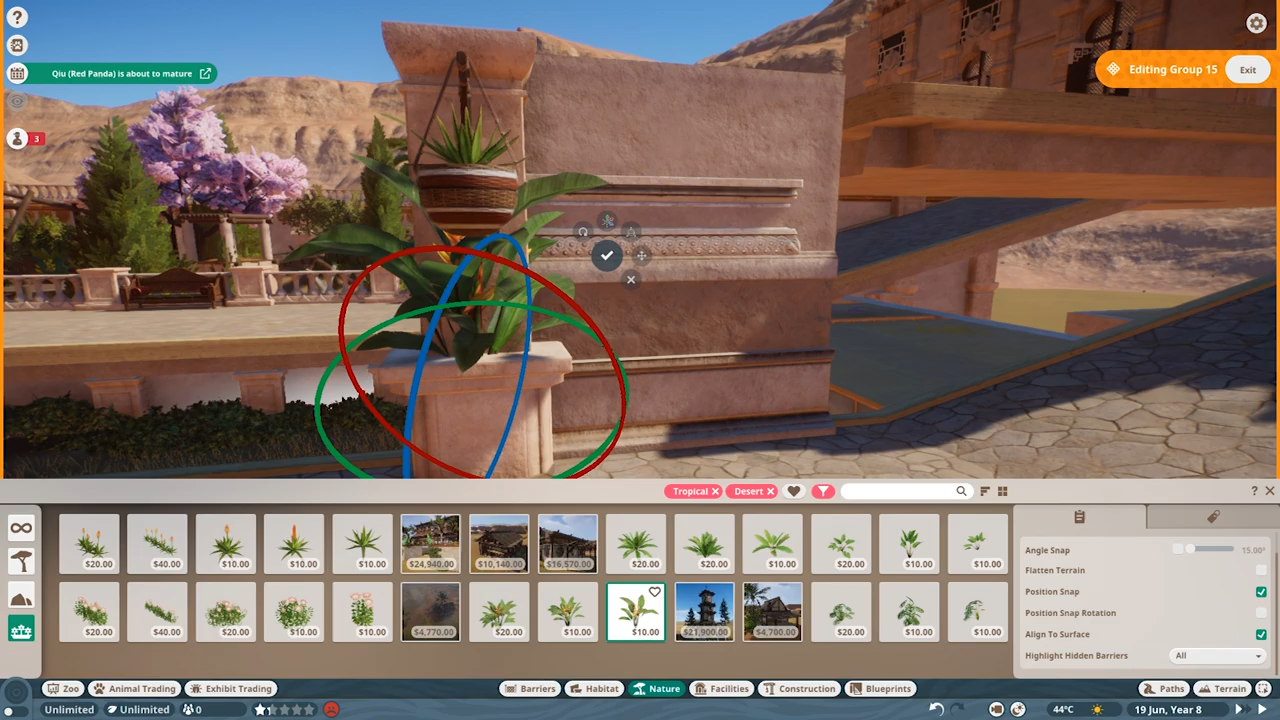 ?
Qiu (Red Panda) is about to mature
3
Editing Group 15
Exit
Tropical ✕ Desert ✕
? ✕
$20.00 $40.00 $10.00 $10.00 $10.00 $24,940.00 $10,140.00 $16,570.00 $20.00 $20.00 $10.00 $20.00 $10.00 $10.00
$20.00 $40.00 $20.00 $10.00 $10.00 $4,770.00 $20.00 $10.00 $10.00 $21,900.00 $4,700.00 $20.00 $10.00 $10.00
Angle Snap 15.00°
Flatten Terrain
Position Snap
Position Snap Rotation
Align To Surface
Highlight Hidden Barriers All
Zoo Animal Trading Exhibit Trading Barriers Habitat Nature Facilities Construction Blueprints Paths Terrain
Unlimited Unlimited 0 44°C 19 Jun, Year 8